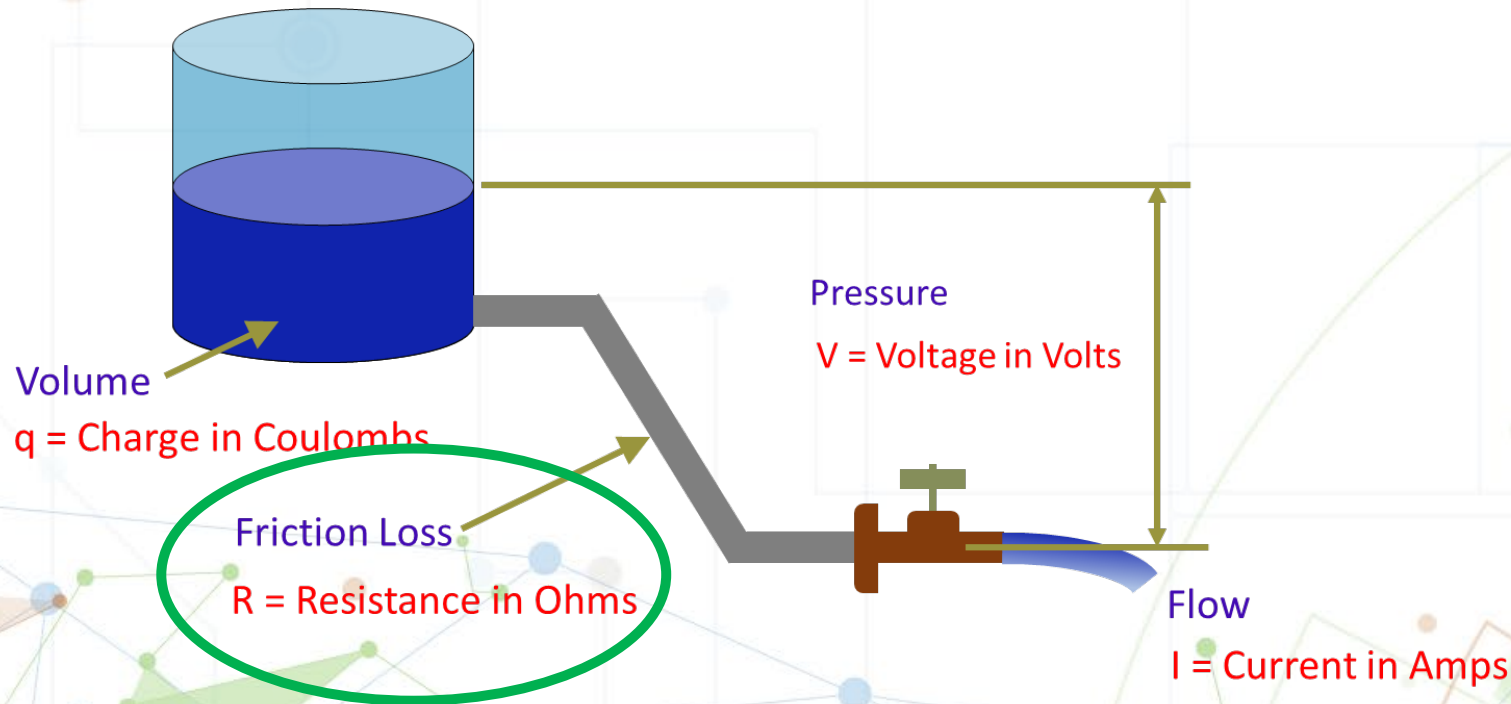 Pressure
V = Voltage in Volts
Volume
q = Charge in Coulombs
Friction Loss
R = Resistance in Ohms
Flow
I = Current in Amps